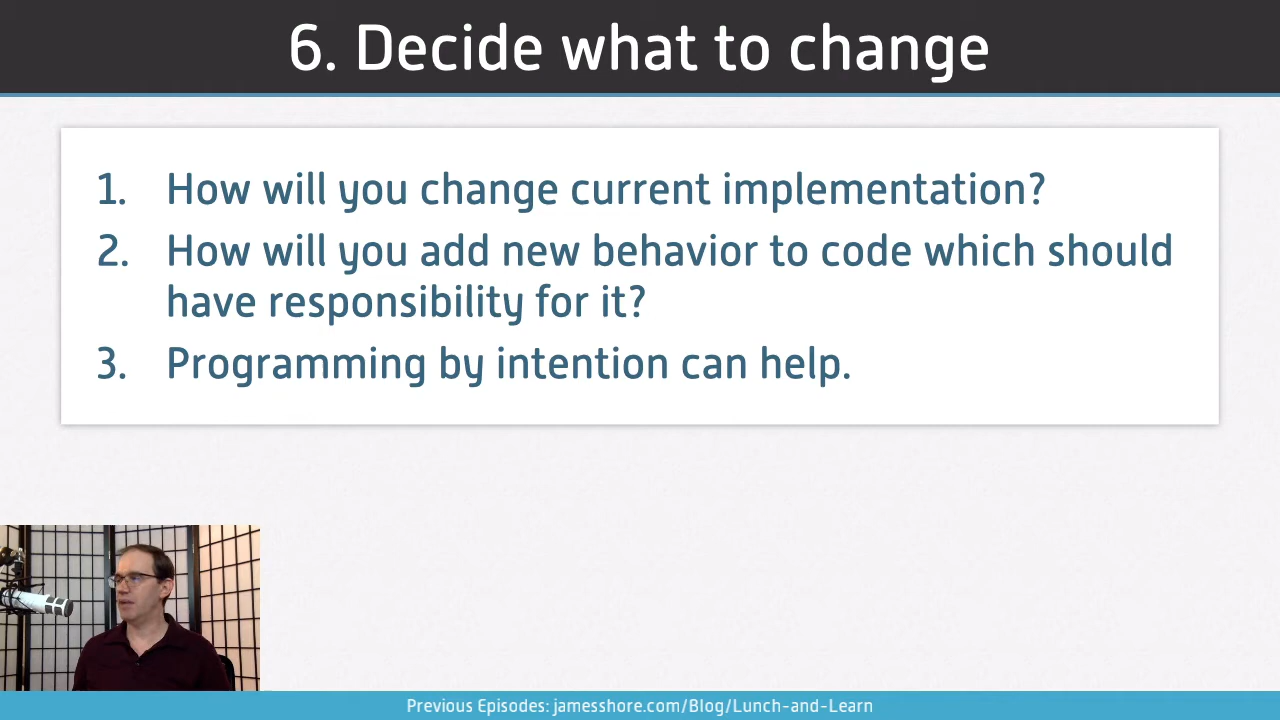 6. Decide what to change
1. How will you change current implementation?
2. How will you add new behavior to code which should
have responsibility for it?
3. Programming by intention can help.
Previous Episodes: jamesshore.com/Blog/Lunch-and-Learn